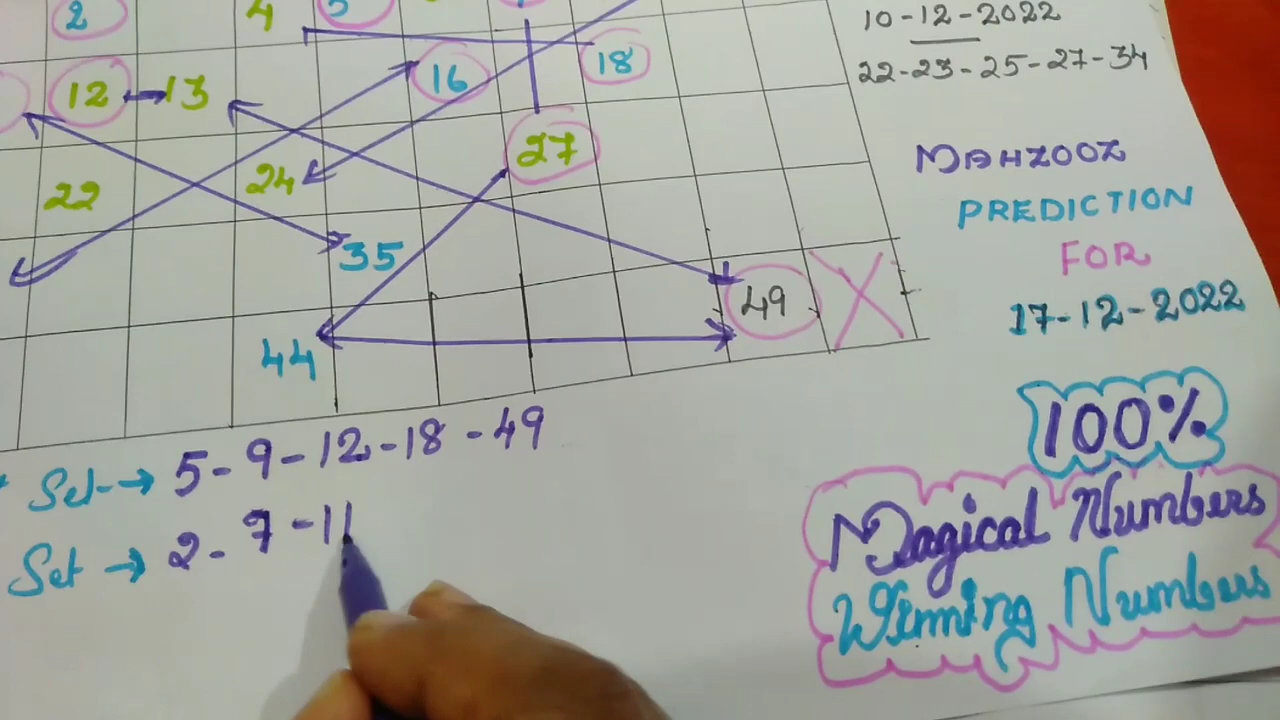 2 4 5
12 13 16 18
22 24 27
35
44 49
10-12-2022
22-23-25-27-34
MAHZOOZ
PREDICTION
FOR
17-12-2022
100%
Magical Numbers
Winning Numbers
Set → 5-9-12-18-49
Set → 2-7-11